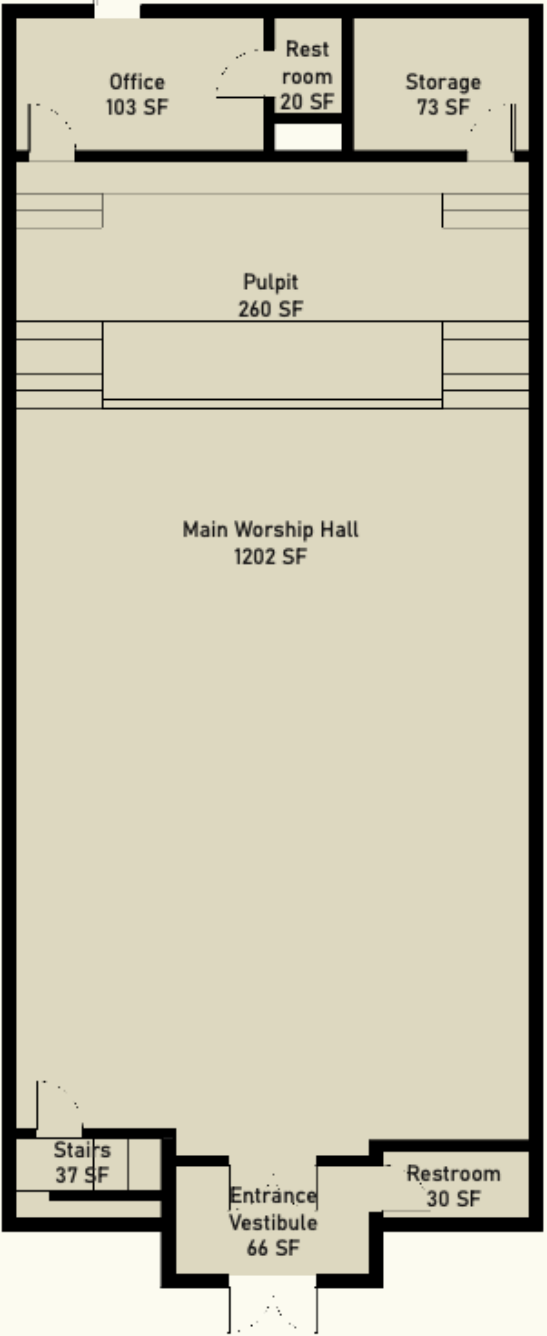 Office
103 SF
Rest
room
20 SF
Storage
73 SF
Pulpit
260 SF
Main Worship Hall
1202 SF
Stairs
37 SF
Entrance
Vestibule
66 SF
Restroom
30 SF